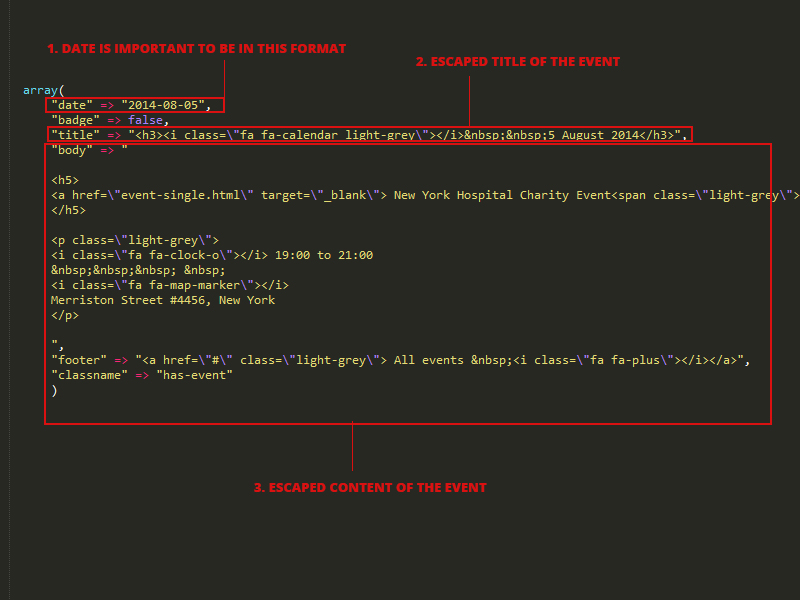 1. DATE IS IMPORTANT TO BE IN THIS FORMAT
2. ESCAPED TITLE OF THE EVENT
array(
"date" => "2014-08-05",
"badge" => false,
"title" => "<h3><i class=\"fa fa-calendar light-grey\"></i>&nbsp;&nbsp;5 August 2014</h3>",
"body" => "
<h5>
<a href=\"event-single.html\" target=\"_blank\"> New York Hospital Charity Event<span class=\"light-grey\">
</h5>
<p class=\"light-grey\">
<i class=\"fa fa-clock-o\"></i> 19:00 to 21:00
&nbsp;&nbsp;&nbsp; &nbsp;
<i class=\"fa fa-map-marker\"></i>
Merriston Street #4456, New York
</p>
",
"footer" => "<a href=\"#\" class=\"light-grey\"> All events &nbsp;<i class=\"fa fa-plus\"></i></a>",
"classname" => "has-event"
)
3. ESCAPED CONTENT OF THE EVENT